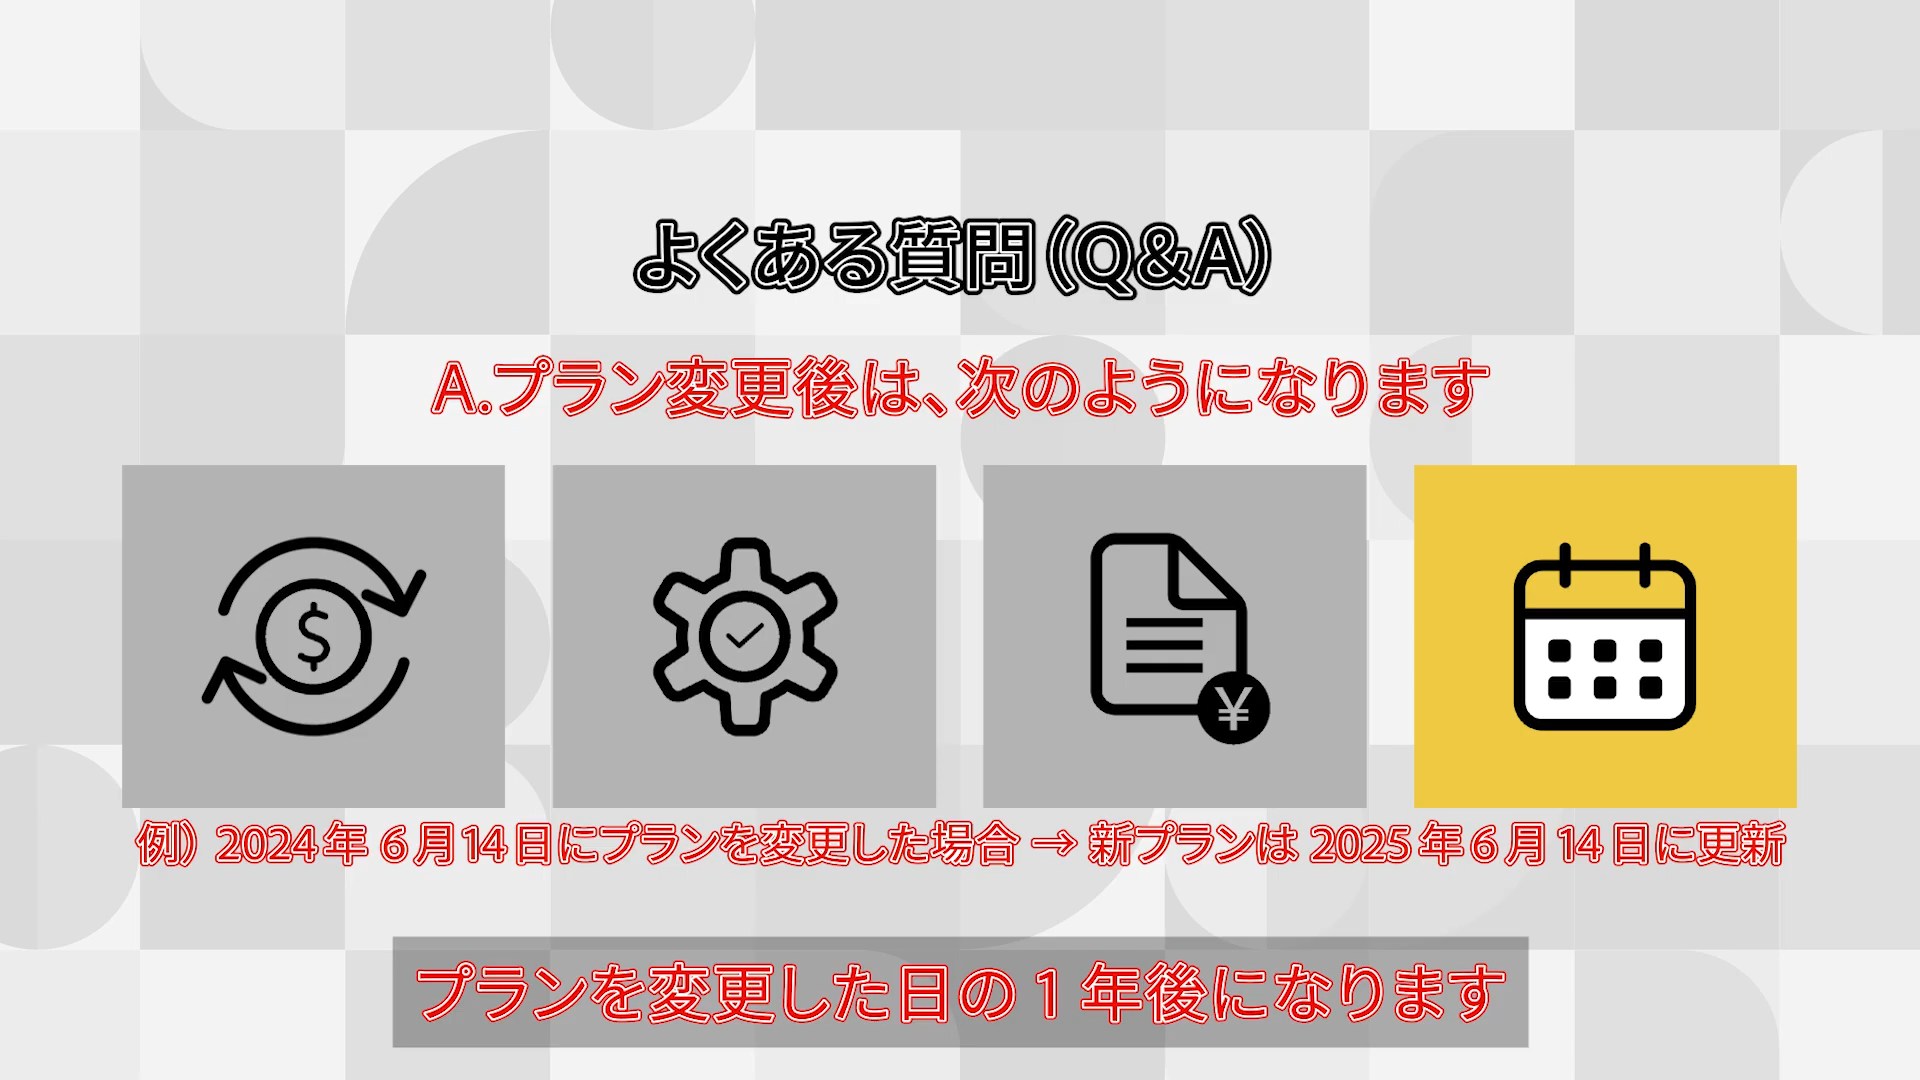 よくある質問（Q&A）
A.プラン変更後は、次のようになります
$
¥
例） 2024年 6月14日にプランを変更した場合 → 新プランは 2025年6月14日に更新
プランを変更した日の1年後になります